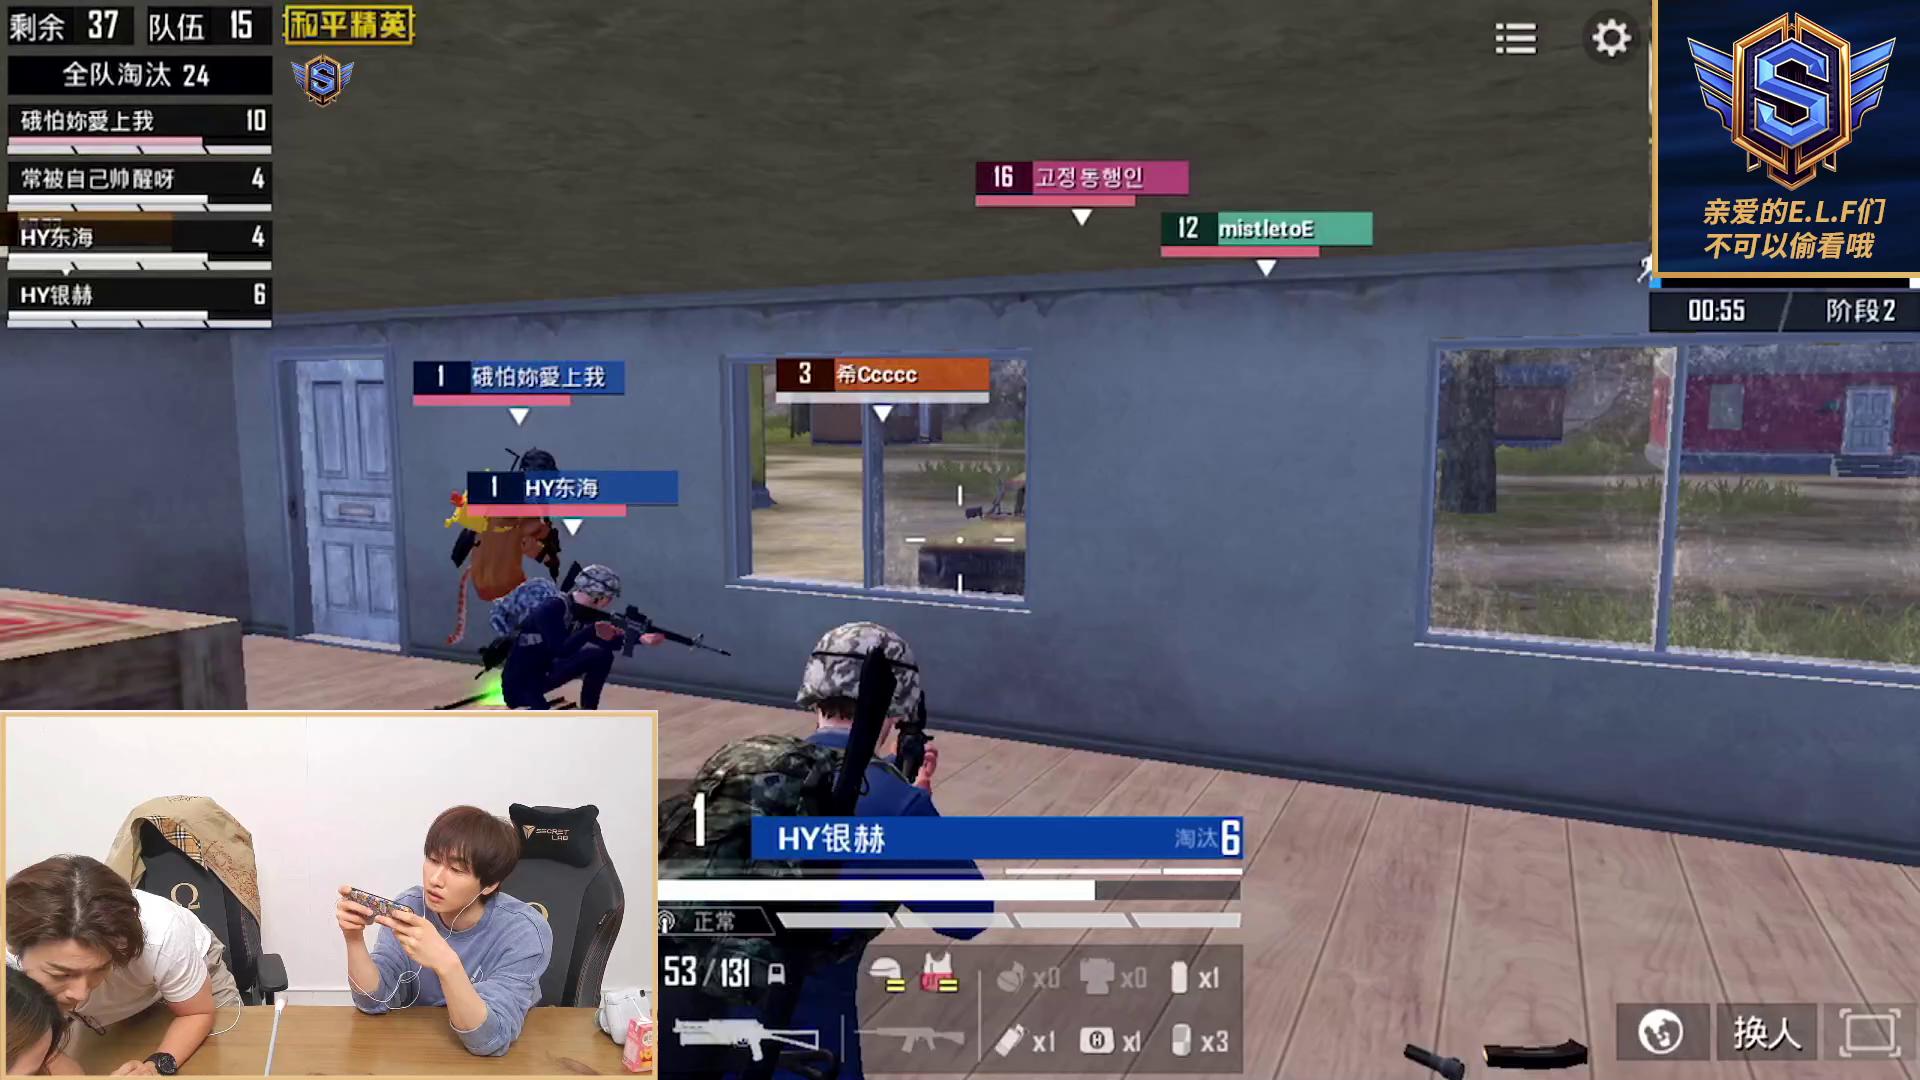 剩余 37 队伍 15 和平精英
全队淘汰 24
硪怕妳愛上我 10
常被自己帅醒呀 4
HY东海 4
HY银赫 6
16 고정동행인
12 mistletoE
S
亲爱的E.L.F们
不可以偷看哦
00:55 阶段2
1 硪怕妳愛上我
3 希Ccccc
1 HY东海
1 HY银赫 淘汰 6
正常
53/131
x0 x0 x1
x1 x1 x3
SECRET
LAB
换人